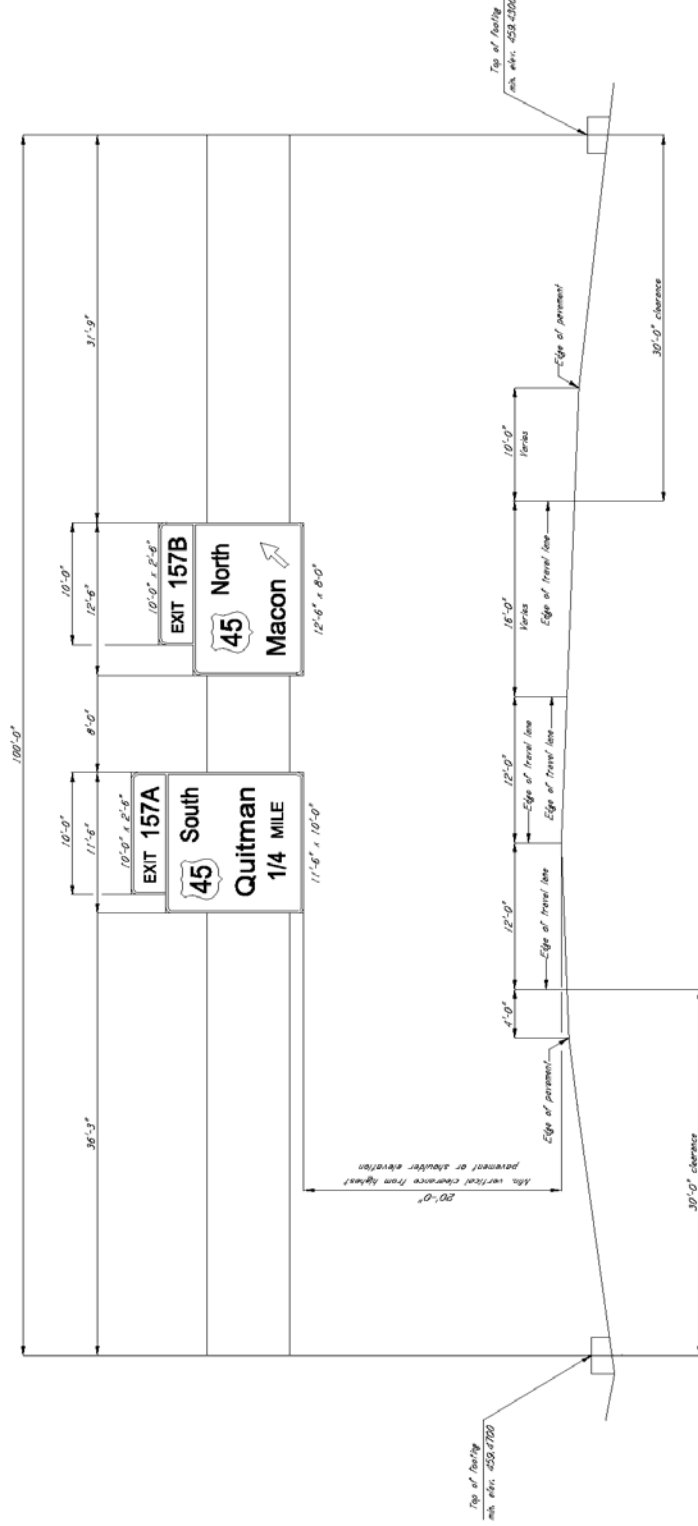 100'-0"
36'-3"
11'-6"
8'-0"
12'-6"
31'-9"
10'-0"
10'-0"
10'-0" x 2'-6"
EXIT 157A
45 South
Quitman
1/4 MILE
11'-6" x 10'-0"
10'-0" x 2'-6"
EXIT 157B
45 North
Macon
12'-6" x 8'-0"
20'-0"
Min. vertical clearance from highest
pavement or shoulder elevation
4'-0"
12'-0"
12'-0"
16'-0"
Varies
10'-0"
Varies
Edge of pavement
Edge of travel lane
Edge of travel lane
Edge of travel lane
Edge of travel lane
Edge of pavement
30'-0" clearance
30'-0" clearance
Top of footing
min. elev. 459.4700
Top of footing
min. elev. 459.4300